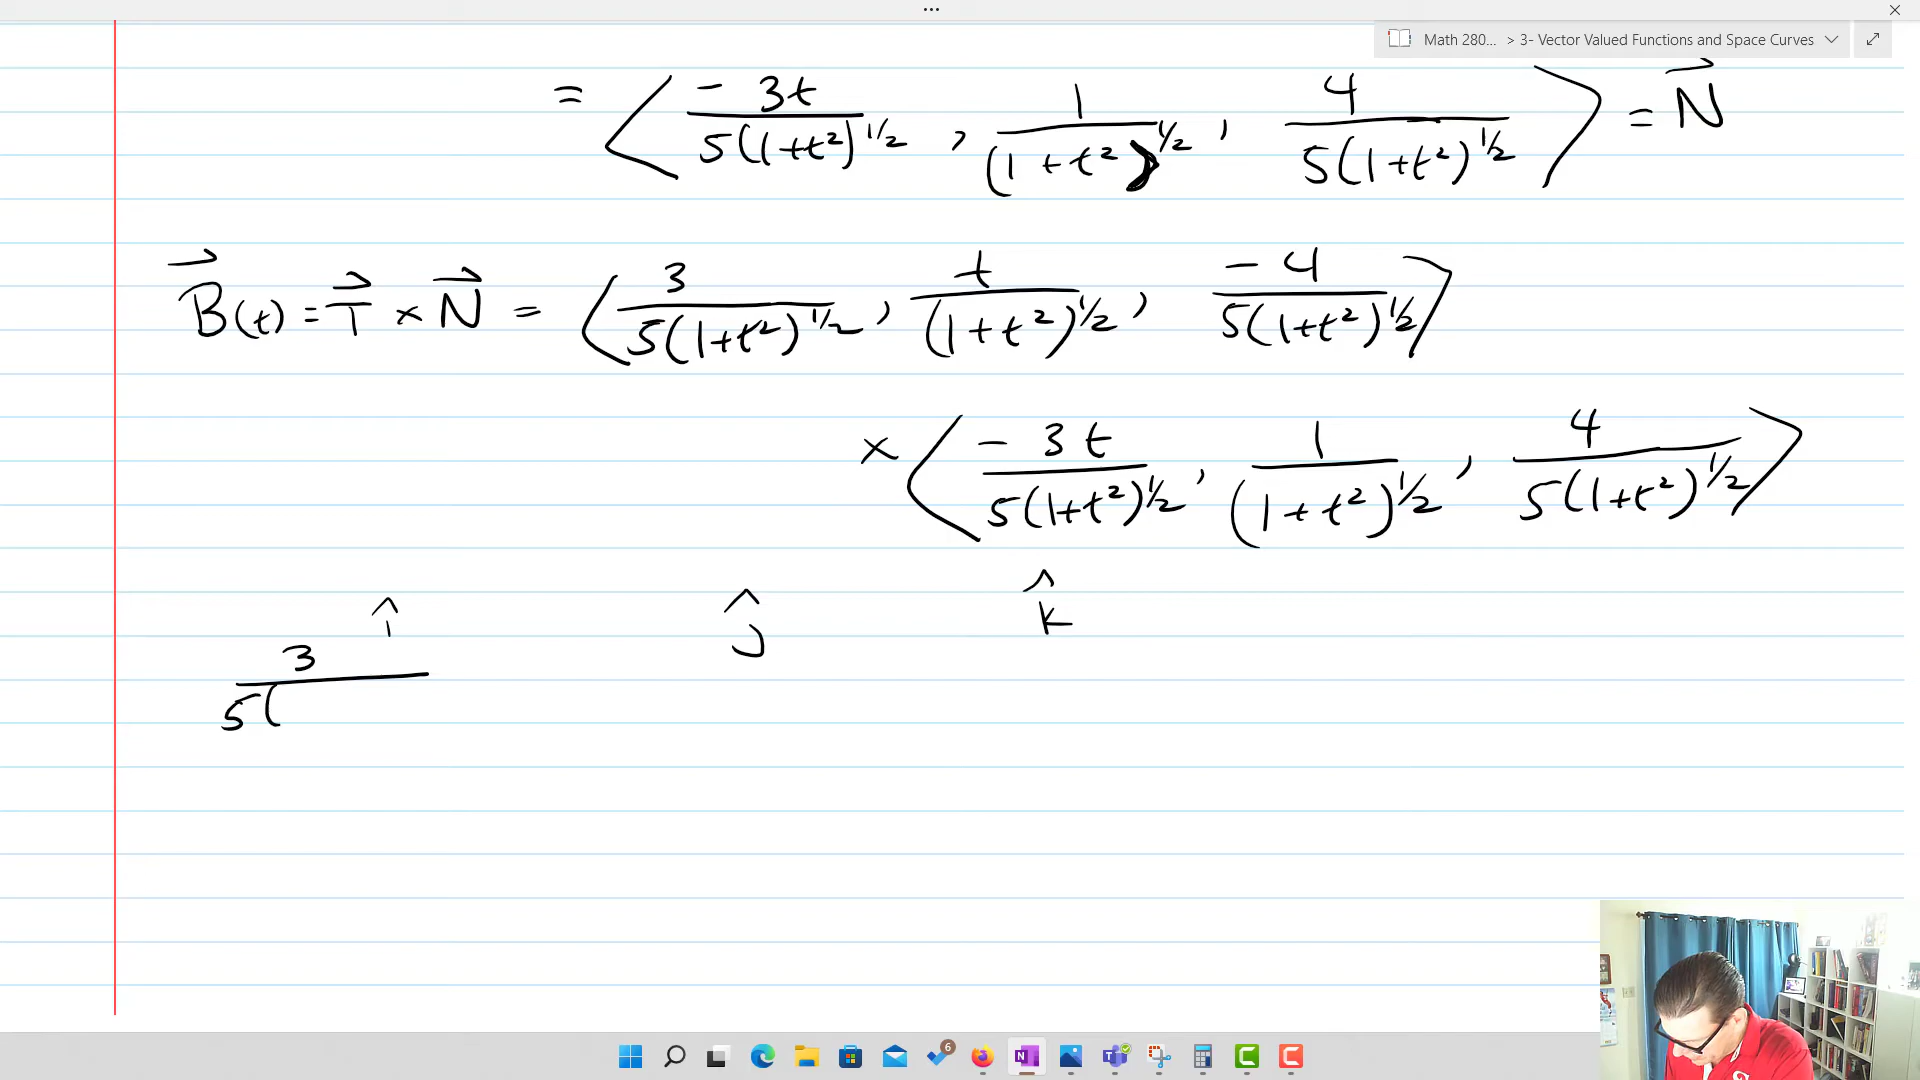 Math 280... > 3- Vector Valued Functions and Space Curves
= ⟨ -3t / 5(1+t²)^1/2 , 1 / (1+t²)^1/2 , 4 / 5(1+t²)^1/2 ⟩ = N⃗
B⃗(t) = T⃗ × N⃗ = ⟨ 3 / 5(1+t²)^1/2 , t / (1+t²)^1/2 , -4 / 5(1+t²)^1/2 ⟩
× ⟨ -3t / 5(1+t²)^1/2 , 1 / (1+t²)^1/2 , 4 / 5(1+t²)^1/2 ⟩
î ĵ k̂
3 / 5(
6